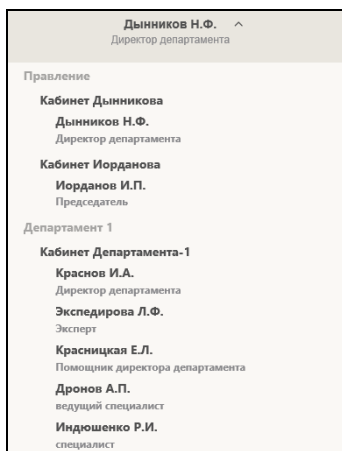 Дынников Н.Ф.
Директор департамента
Правление
Кабинет Дынникова
Дынников Н.Ф.
Директор департамента
Кабинет Иорданова
Иорданов И.П.
Председатель
Департамент 1
Кабинет Департамента-1
Краснов И.А.
Директор департамента
Экспедирова Л.Ф.
Эксперт
Красницкая Е.Л.
Помощник директора департамента
Дронов А.П.
ведущий специалист
Индюшенко Р.И.
специалист